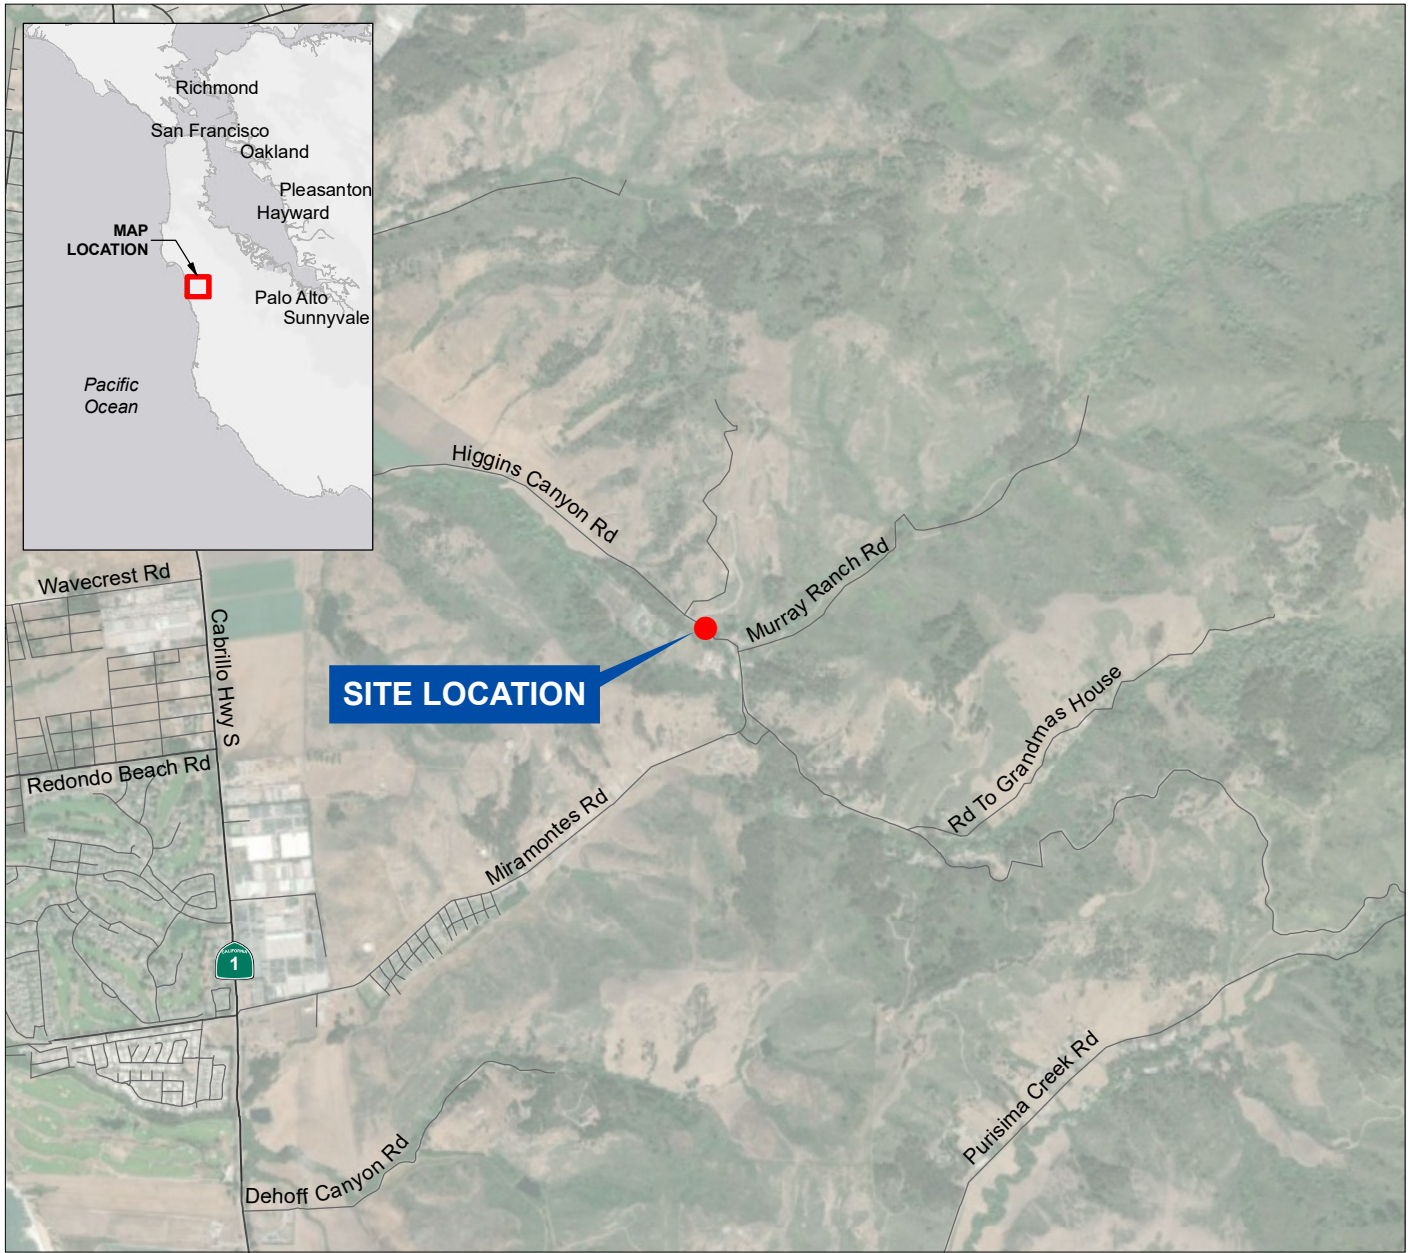 Richmond
San Francisco
Oakland
Pleasanton
Hayward
MAP
LOCATION
Palo Alto
Sunnyvale
Pacific
Ocean
Higgins Canyon Rd
Murray Ranch Rd
Wavecrest Rd
Cabrillo Hwy S
SITE LOCATION
Rd To Grandmas House
Redondo Beach Rd
Miramontes Rd
CALIFORNIA
1
Purisima Creek Rd
Dehoff Canyon Rd